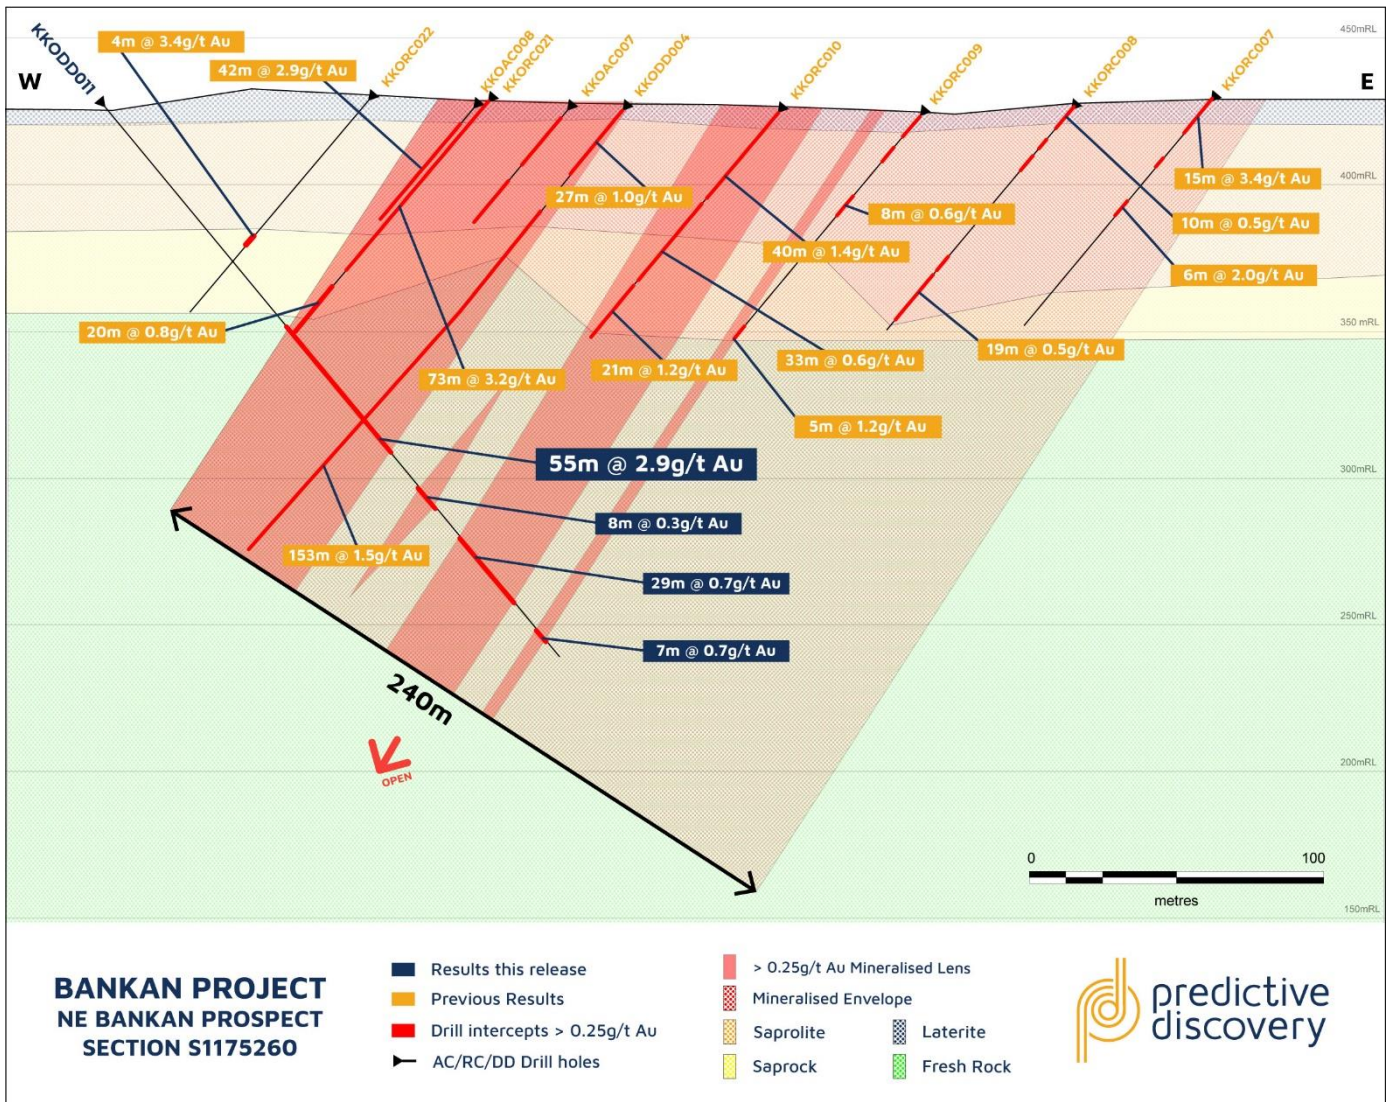 450mRL
KKODD011
4m @ 3.4g/t Au
KKORC022
KKOAC008
KKORC021
KKOAC007
KKODD004
KKORC010
KKORC009
KKORC008
KKORC007
W
42m @ 2.9g/t Au
E
400mRL
27m @ 1.0g/t Au
15m @ 3.4g/t Au
8m @ 0.6g/t Au
10m @ 0.5g/t Au
40m @ 1.4g/t Au
6m @ 2.0g/t Au
20m @ 0.8g/t Au
350 mRL
73m @ 3.2g/t Au
21m @ 1.2g/t Au
33m @ 0.6g/t Au
19m @ 0.5g/t Au
5m @ 1.2g/t Au
55m @ 2.9g/t Au
300mRL
8m @ 0.3g/t Au
153m @ 1.5g/t Au
29m @ 0.7g/t Au
250mRL
7m @ 0.7g/t Au
240m
OPEN
200mRL
0 100
metres
150mRL
BANKAN PROJECT
NE BANKAN PROSPECT
SECTION S1175260
Results this release
Previous Results
Drill intercepts > 0.25g/t Au
AC/RC/DD Drill holes
> 0.25g/t Au Mineralised Lens
Mineralised Envelope
Saprolite
Saprock
Laterite
Fresh Rock
predictive
discovery